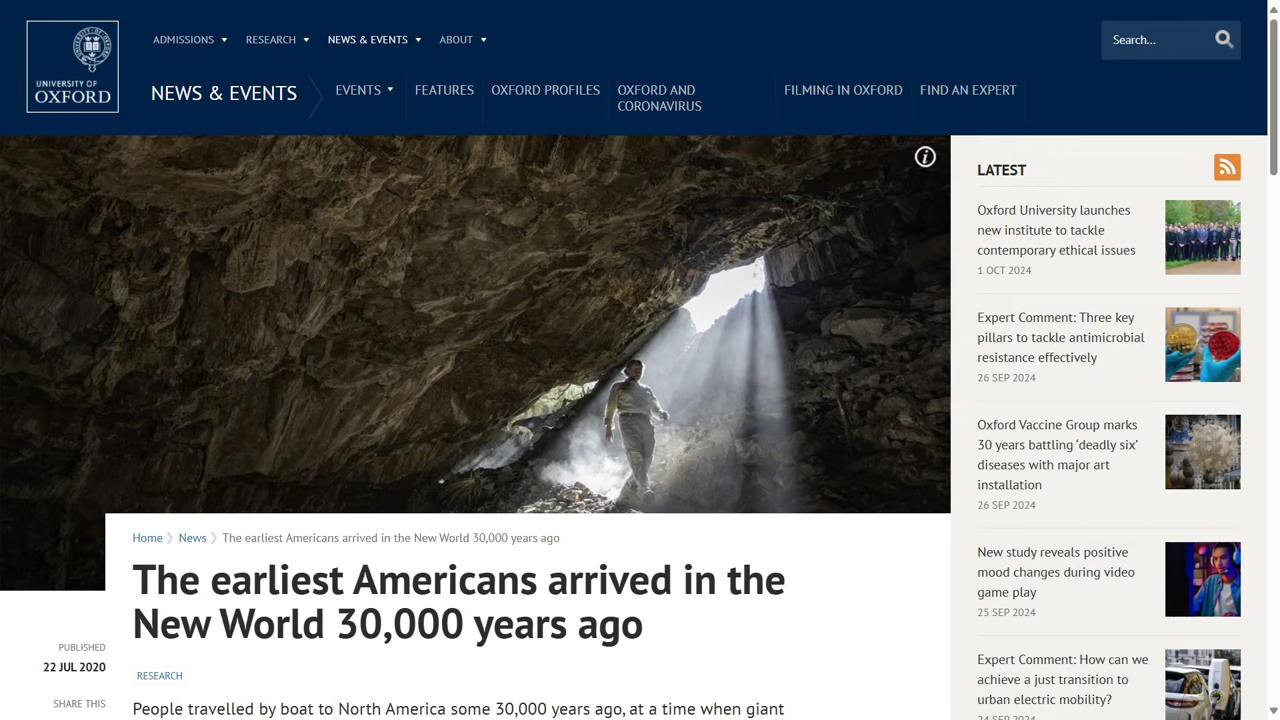 UNIVERSITY OF
OXFORD
ADMISSIONS
RESEARCH
NEWS & EVENTS
ABOUT
Search...
NEWS & EVENTS
EVENTS
FEATURES
OXFORD PROFILES
OXFORD AND
CORONAVIRUS
FILMING IN OXFORD
FIND AN EXPERT
i
Home
News
The earliest Americans arrived in the New World 30,000 years ago
The earliest Americans arrived in the
New World 30,000 years ago
PUBLISHED
22 JUL 2020
SHARE THIS
RESEARCH
People travelled by boat to North America some 30,000 years ago, at a time when giant
LATEST
Oxford University launches
new institute to tackle
contemporary ethical issues
1 OCT 2024
Expert Comment: Three key
pillars to tackle antimicrobial
resistance effectively
26 SEP 2024
Oxford Vaccine Group marks
30 years battling ‘deadly six’
diseases with major art
installation
26 SEP 2024
New study reveals positive
mood changes during video
game play
25 SEP 2024
Expert Comment: How can we
achieve a just transition to
urban electric mobility?
24 SEP 2024